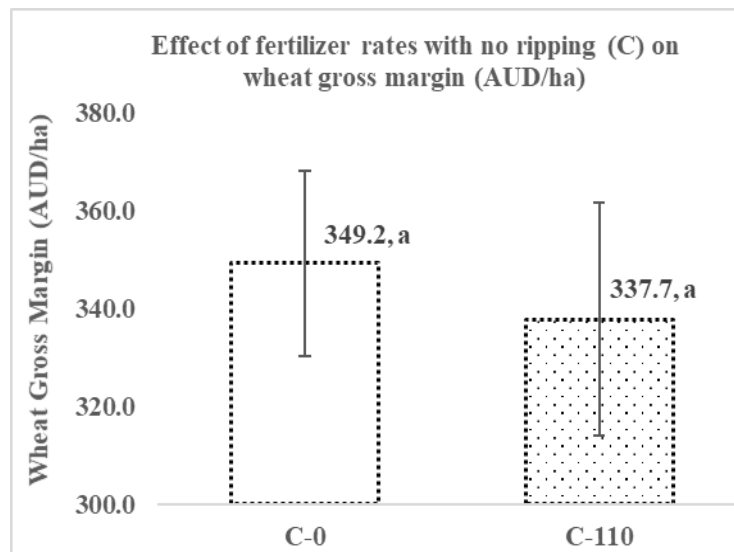 Effect of fertilizer rates with no ripping (C) on
wheat gross margin (AUD/ha)
Wheat Gross Margin (AUD/ha)
380.0
360.0
340.0
320.0
300.0
349.2, a
337.7, a
C-0
C-110